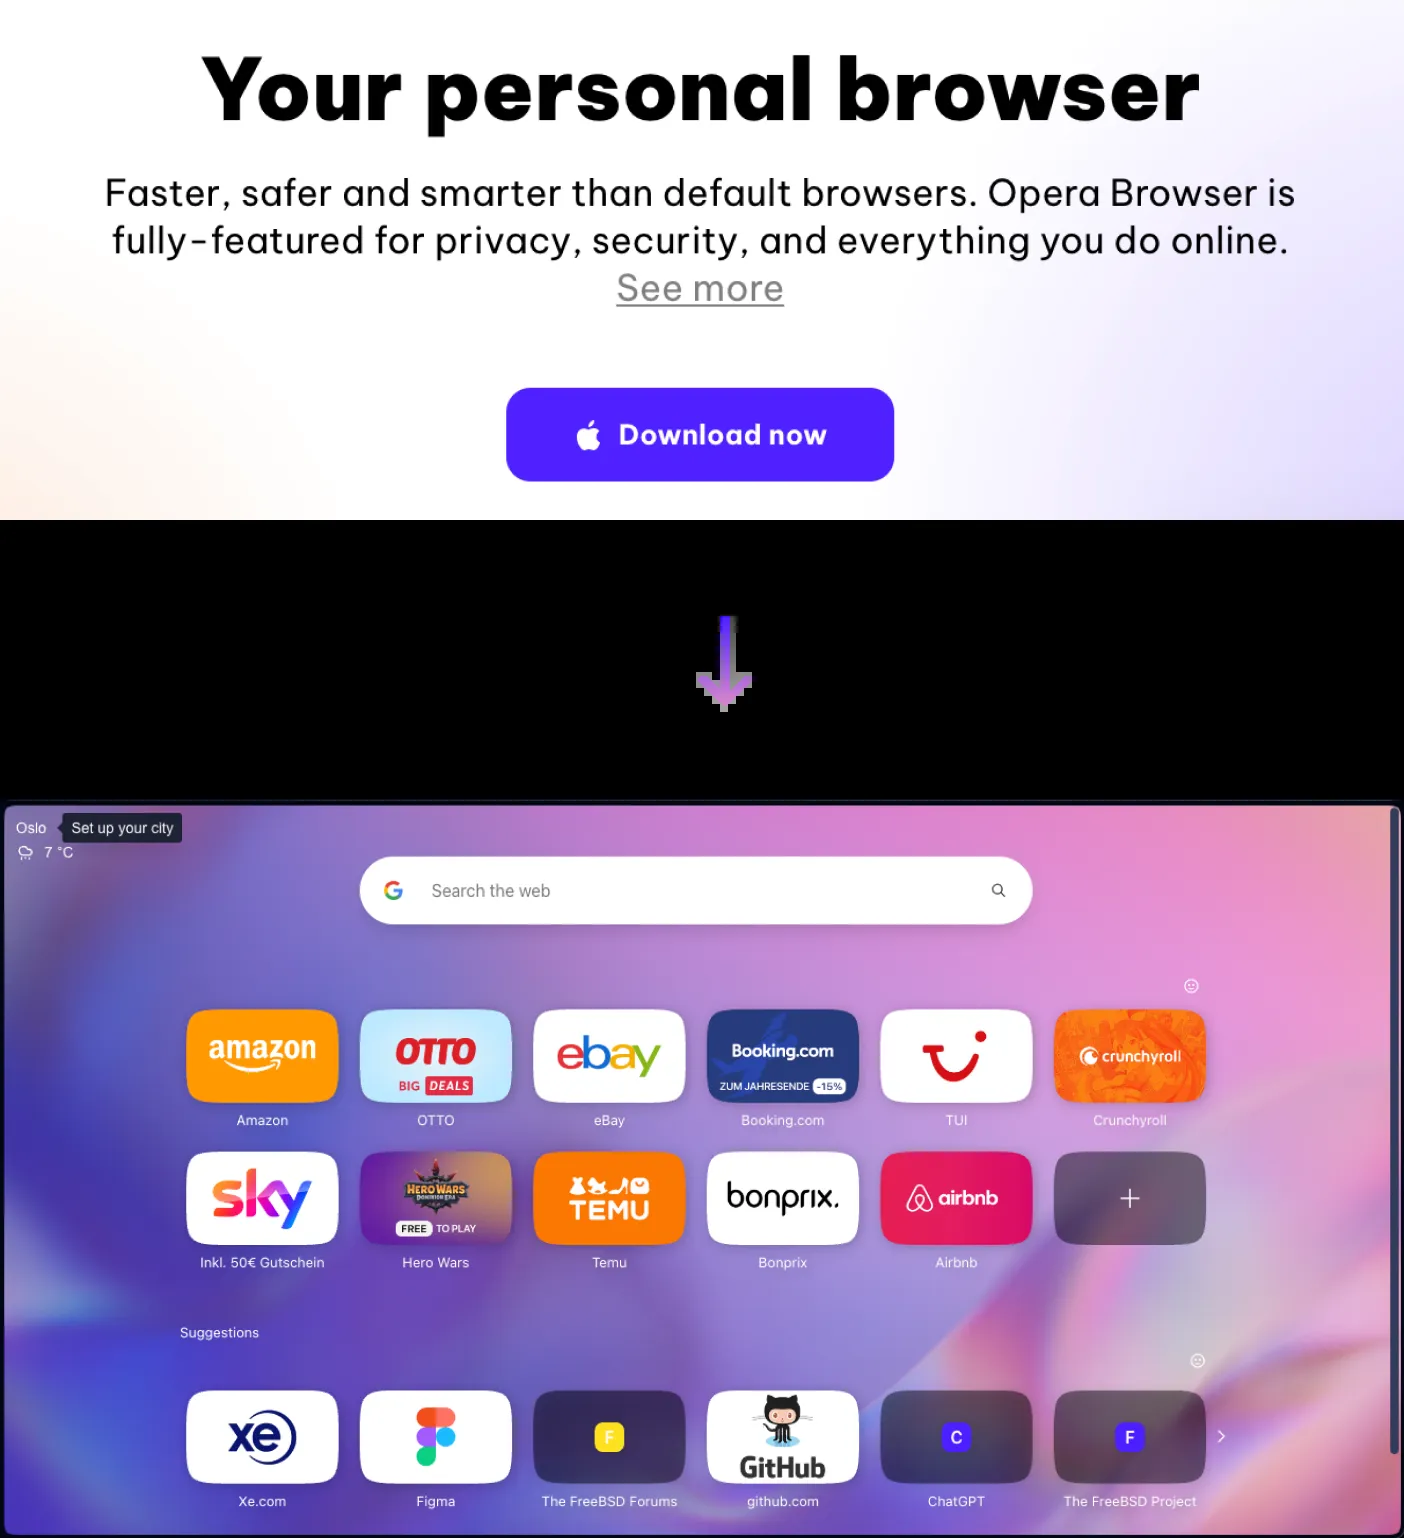 Your personal browser
Faster, safer and smarter than default browsers. Opera Browser is
fully-featured for privacy, security, and everything you do online.
See more
Download now
Oslo
Set up your city
7 °C
Search the web
amazon
OTTO
BIG DEALS
ebay
Booking.com
ZUM JAHRESENDE -15%
crunchyroll
Amazon
OTTO
eBay
Booking.com
TUI
Crunchyroll
sky
HERO WARS
DOMINION ERA
FREE TO PLAY
TEMU
bonprix.
airbnb
Inkl. 50€ Gutschein
Hero Wars
Temu
Bonprix
Airbnb
Suggestions
xe
F
GitHub
C
F
Xe.com
Figma
The FreeBSD Forums
github.com
ChatGPT
The FreeBSD Project